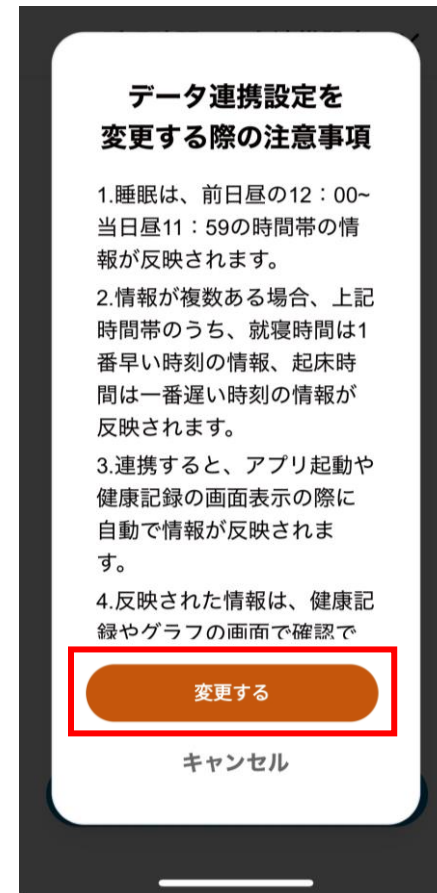 データ連携設定を
変更する際の注意事項
1.睡眠は、前日昼の12：00~
当日昼11：59の時間帯の情
報が反映されます。
2.情報が複数ある場合、上記
時間帯のうち、就寝時間は1
番早い時刻の情報、起床時
間は一番遅い時刻の情報が
反映されます。
3.連携すると、アプリ起動や
健康記録の画面表示の際に
自動で情報が反映されま
す。
4.反映された情報は、健康記
録やグラフの画面で確認で
変更する
キャンセル